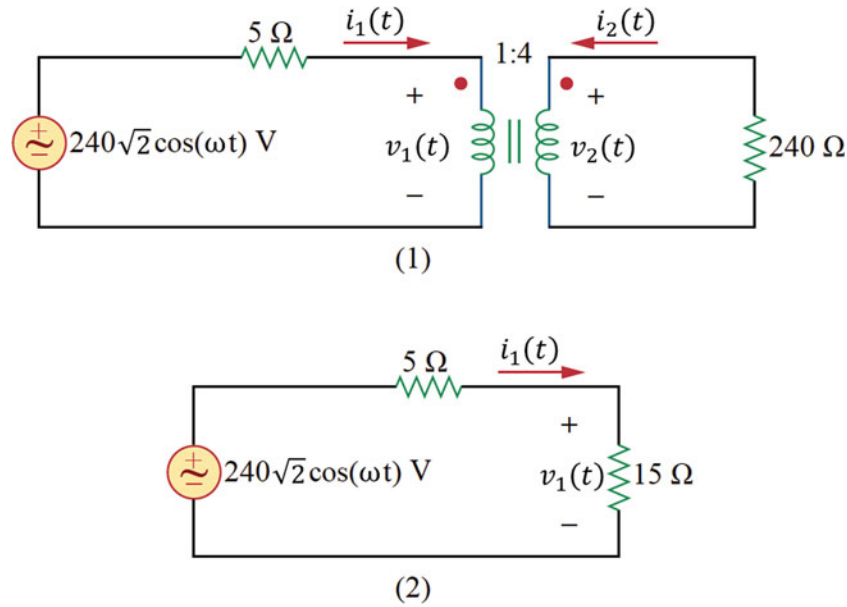 i₁(t)
i₂(t)
5 Ω
1:4
+
+
240√2 cos(ωt) V
v₁(t)
v₂(t)
240 Ω
−
−
(1)
5 Ω
i₁(t)
+
240√2 cos(ωt) V
v₁(t)
15 Ω
−
(2)